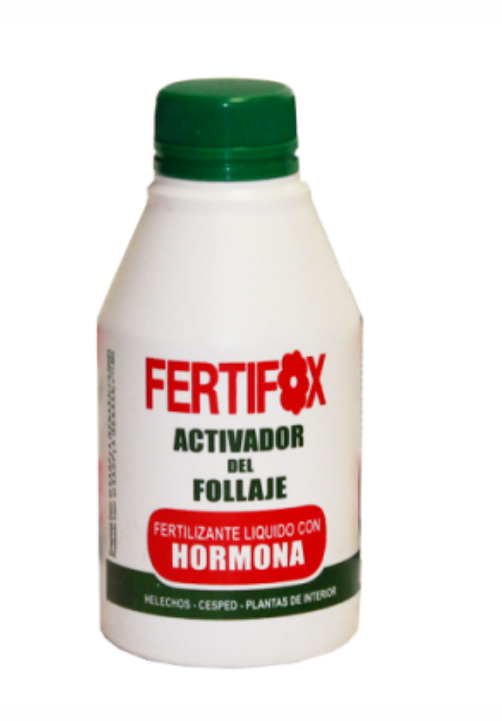 FERTIFOX
ACTIVADOR
DEL
FOLLAJE
FERTILIZANTE LIQUIDO CON
HORMONA
HELECHOS - CESPED - PLANTAS DE INTERIOR